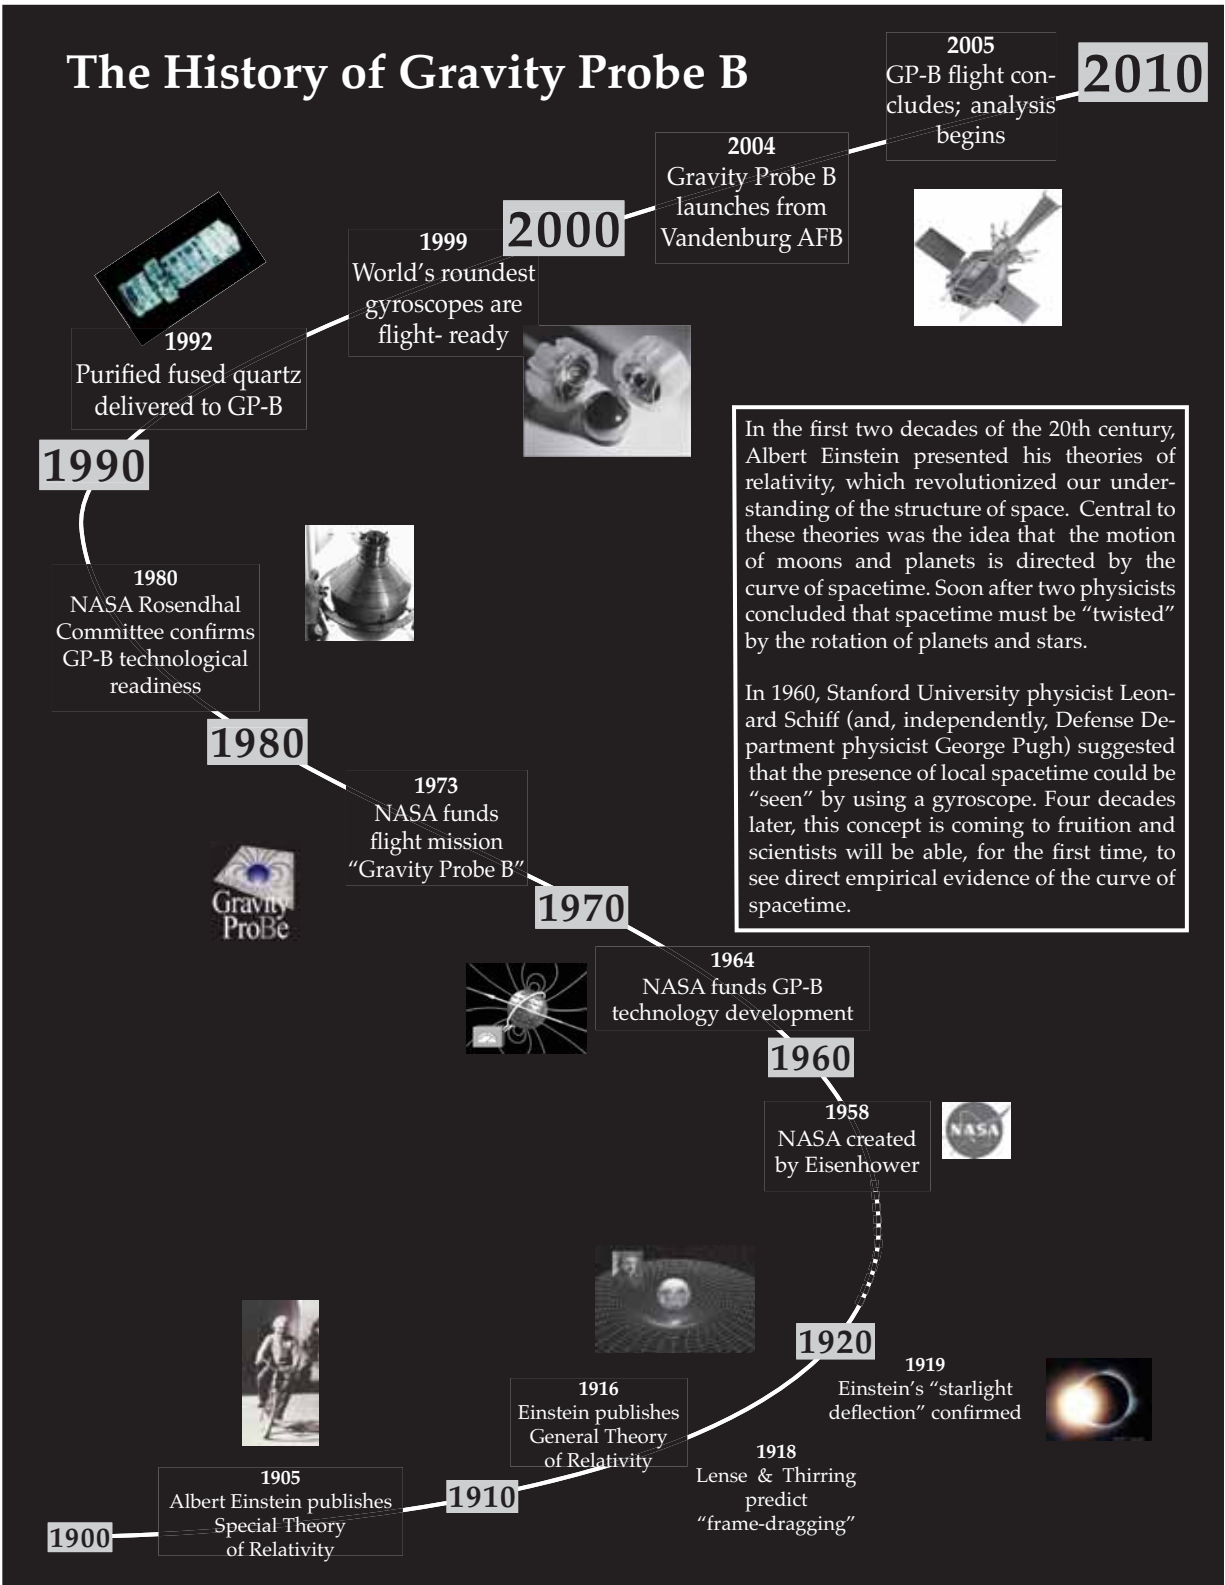 The History of Gravity Probe B
2005
GP-B flight con-
cludes; analysis
begins
2010
2004
Gravity Probe B
launches from
Vandenburg AFB
2000
1999
World's roundest
gyroscopes are
flight- ready
1992
Purified fused quartz
delivered to GP-B
1990
In the first two decades of the 20th century,
Albert Einstein presented his theories of
relativity, which revolutionized our under-
standing of the structure of space. Central to
these theories was the idea that the motion
of moons and planets is directed by the
curve of spacetime. Soon after two physicists
concluded that spacetime must be “twisted”
by the rotation of planets and stars.
In 1960, Stanford University physicist Leon-
ard Schiff (and, independently, Defense De-
partment physicist George Pugh) suggested
that the presence of local spacetime could be
“seen” by using a gyroscope. Four decades
later, this concept is coming to fruition and
scientists will be able, for the first time, to
see direct empirical evidence of the curve of
spacetime.
1980
NASA Rosendhal
Committee confirms
GP-B technological
readiness
1980
1973
NASA funds
flight mission
“Gravity Probe B”
Gravity
ProBe
1970
1964
NASA funds GP-B
technology development
1960
1958
NASA created
by Eisenhower
NASA
1920
1919
Einstein's “starlight
deflection” confirmed
1916
Einstein publishes
General Theory
of Relativity
1918
Lense & Thirring
predict
“frame-dragging”
1910
1905
Albert Einstein publishes
Special Theory
of Relativity
1900